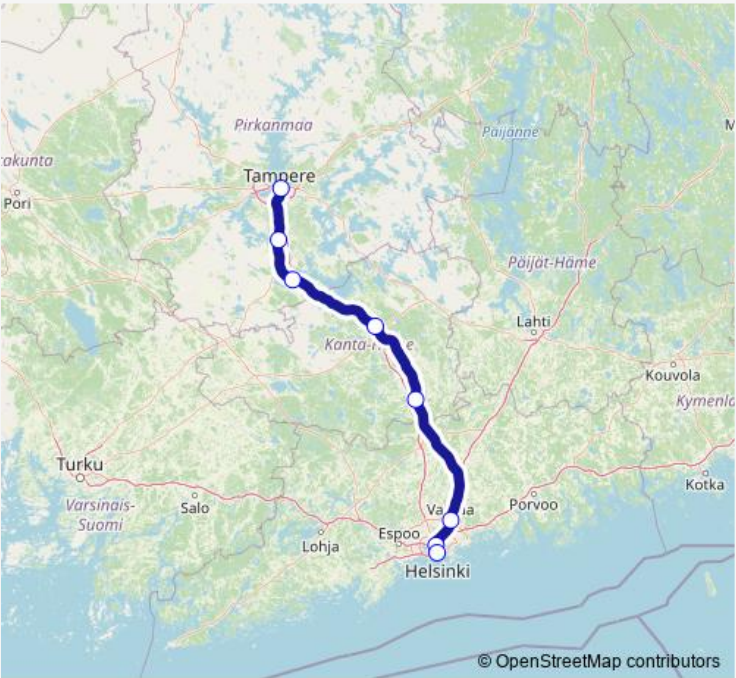 Pirkanmaa
Päijänne
M
akunta
Tampere
Pori
Päijät-Häme
Lahti
Kanta-H e
Kouvola
Kymenla
Turku
Varsinais-
Suomi
Salo
Va aa
Porvoo
Kotka
Espoo
Lohja
Helsinki
© OpenStreetMap contributors